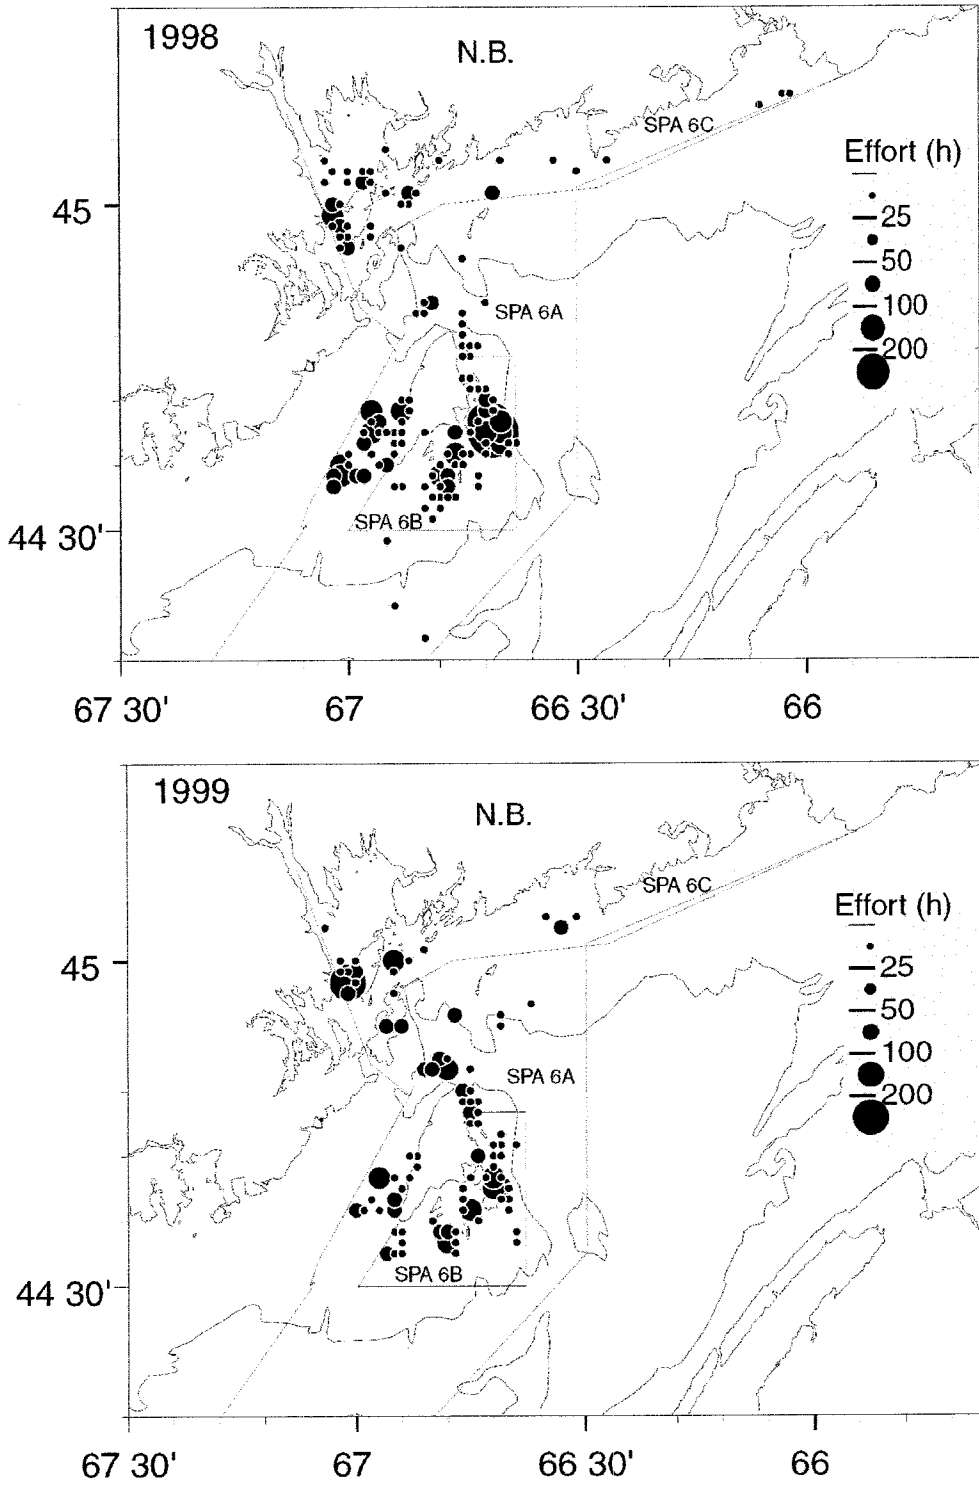 1998
N.B.
SPA 6C
Effort (h)
25
50
100
200
45
SPA 6A
SPA 6B
44 30'
67 30'
67
66 30'
66
1999
N.B.
SPA 6C
Effort (h)
25
50
100
200
45
SPA 6A
SPA 6B
44 30'
67 30'
67
66 30'
66